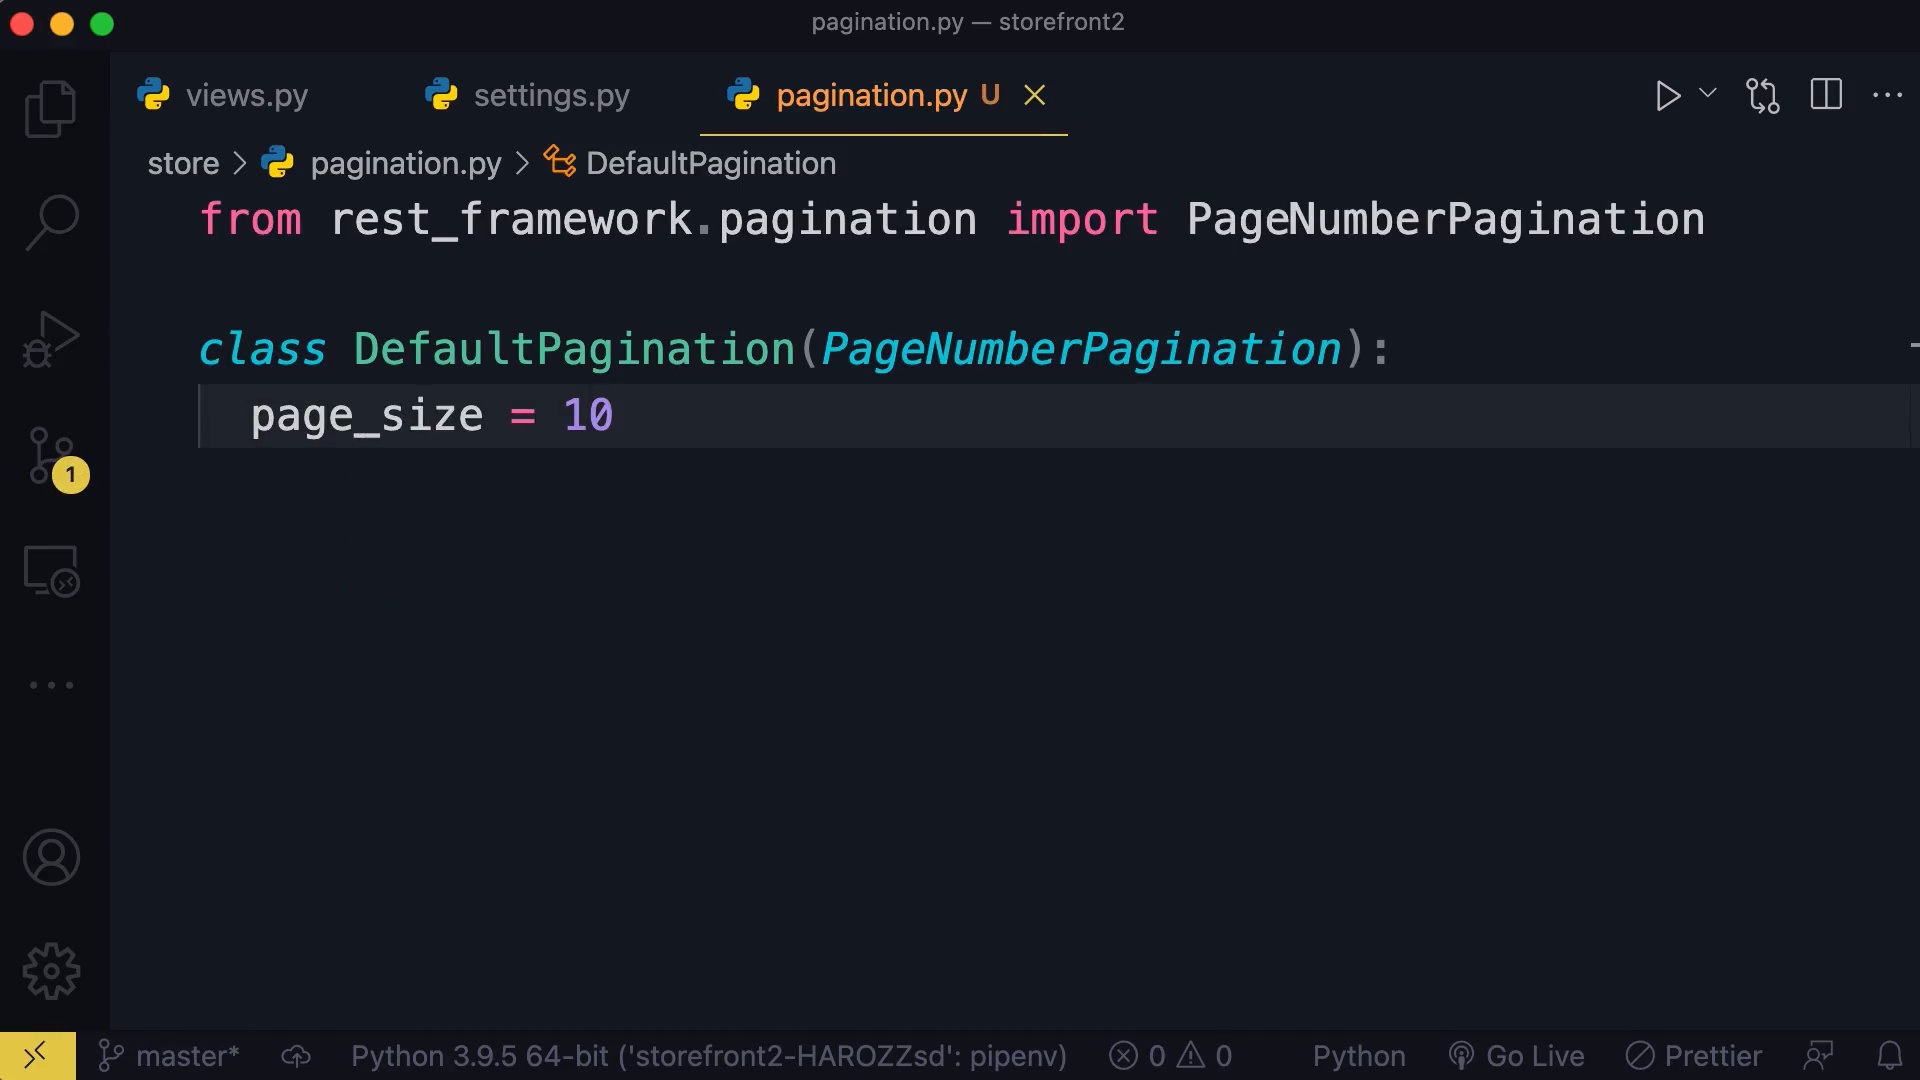 pagination.py — storefront2
views.py settings.py pagination.py U
store > pagination.py > DefaultPagination
from rest_framework.pagination import PageNumberPagination
class DefaultPagination(PageNumberPagination):
page_size = 10
1
master* Python 3.9.5 64-bit ('storefront2-HAROZZsd': pipenv) 0 0 Python Go Live Prettier